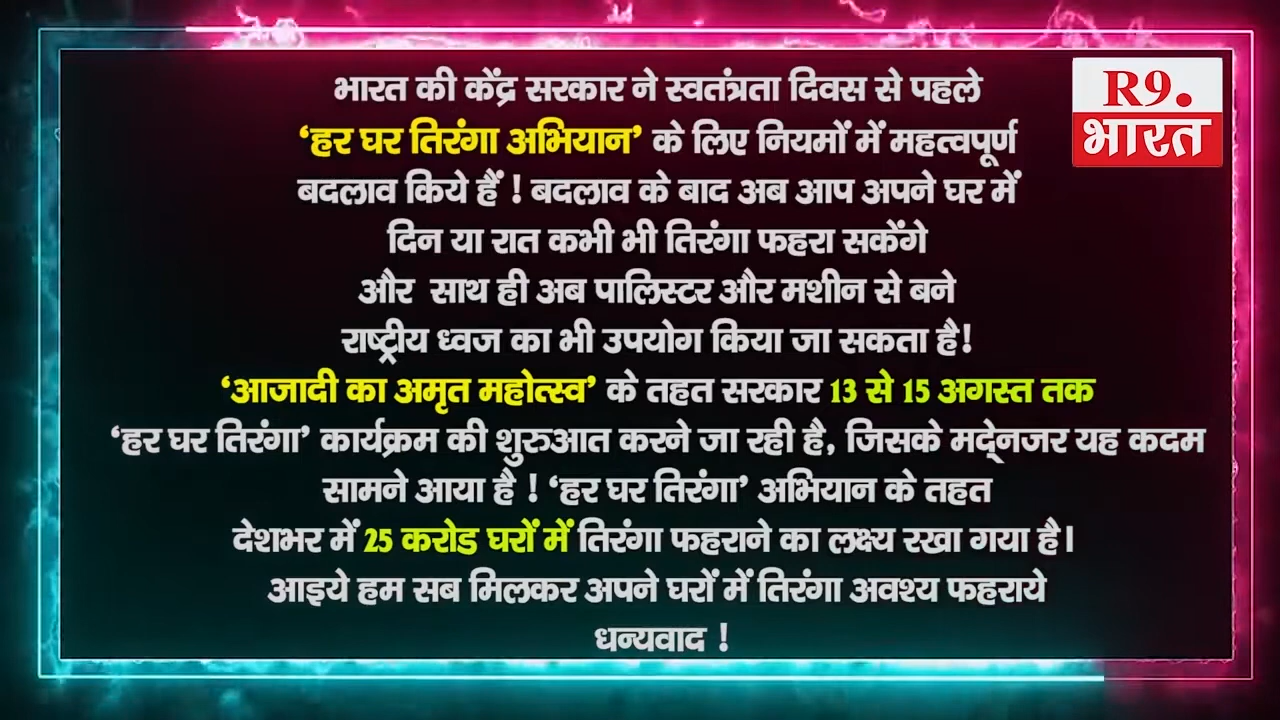 भारत की केंद्र सरकार ने स्वतंत्रता दिवस से पहले
R9.
भारत
‘हर घर तिरंगा अभियान’ के लिए नियमों में महत्वपूर्ण
बदलाव किये हैं ! बदलाव के बाद अब आप अपने घर में
दिन या रात कभी भी तिरंगा फहरा सकेंगे
और साथ ही अब पालिस्टर और मशीन से बने
राष्ट्रीय ध्वज का भी उपयोग किया जा सकता है!
‘आजादी का अमृत महोत्स्व’ के तहत सरकार 13 से 15 अगस्त तक
‘हर घर तिरंगा’ कार्यक्रम की शुरुआत करने जा रही है, जिसके मद्देनजर यह कदम
सामने आया है ! ‘हर घर तिरंगा’ अभियान के तहत
देशभर में 25 करोड घरों में तिरंगा फहराने का लक्ष्य रखा गया है।
आइये हम सब मिलकर अपने घरों में तिरंगा अवश्य फहराये
धन्यवाद !